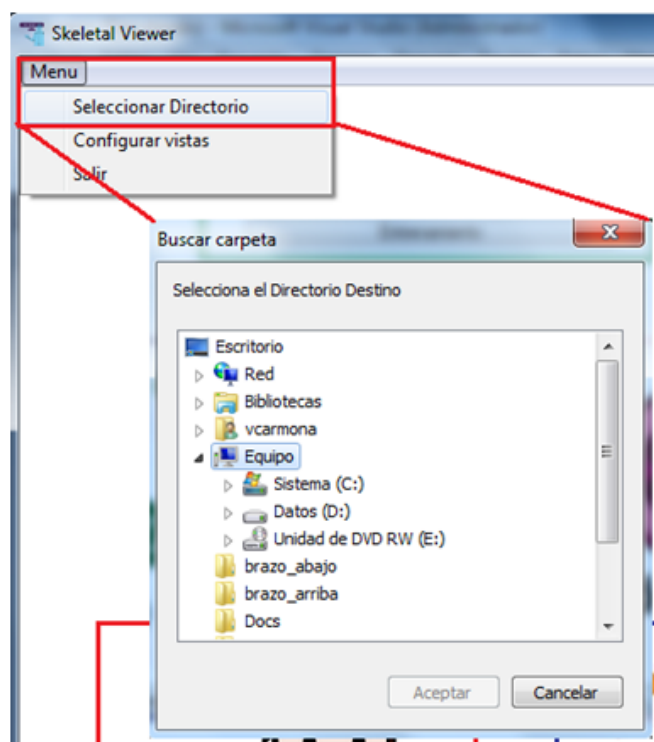 Skeletal Viewer
Menu
Seleccionar Directorio
Configurar vistas
Salir
Buscar carpeta
Selecciona el Directorio Destino
Escritorio
Red
Bibliotecas
vcarmona
Equipo
Sistema (C:)
Datos (D:)
Unidad de DVD RW (E:)
brazo_abajo
brazo_arriba
Docs
Aceptar
Cancelar